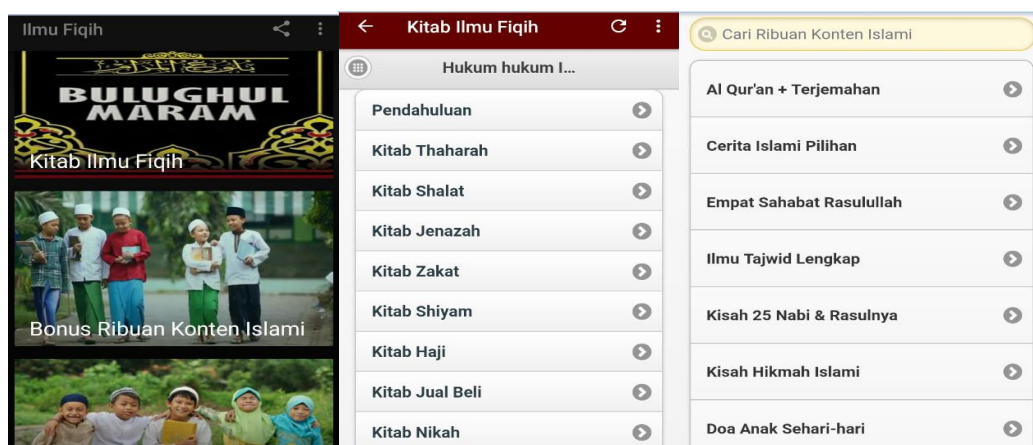 Ilmu Fiqih
بلوغ المرام
BULUGHUL
MARAM
Kitab Ilmu Fiqih
Bonus Ribuan Konten Islami
Kitab Ilmu Fiqih
Hukum hukum I...
Pendahuluan
Kitab Thaharah
Kitab Shalat
Kitab Jenazah
Kitab Zakat
Kitab Shiyam
Kitab Haji
Kitab Jual Beli
Kitab Nikah
Cari Ribuan Konten Islami
Al Qur'an + Terjemahan
Cerita Islami Pilihan
Empat Sahabat Rasulullah
Ilmu Tajwid Lengkap
Kisah 25 Nabi & Rasulnya
Kisah Hikmah Islami
Doa Anak Sehari-hari